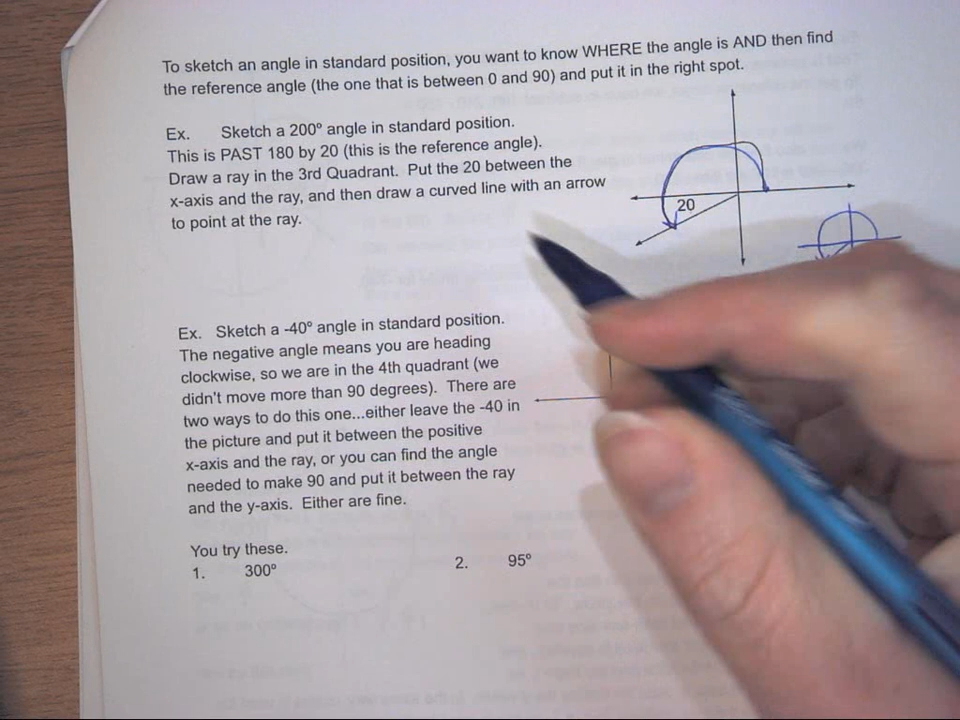 To sketch an angle in standard position, you want to know WHERE the angle is AND then find
the reference angle (the one that is between 0 and 90) and put it in the right spot.
Ex. Sketch a 200º angle in standard position.
This is PAST 180 by 20 (this is the reference angle).
Draw a ray in the 3rd Quadrant. Put the 20 between the
x-axis and the ray, and then draw a curved line with an arrow
to point at the ray.
20
Ex. Sketch a -40º angle in standard position.
The negative angle means you are heading
clockwise, so we are in the 4th quadrant (we
didn't move more than 90 degrees). There are
two ways to do this one...either leave the -40 in
the picture and put it between the positive
x-axis and the ray, or you can find the angle
needed to make 90 and put it between the ray
and the y-axis. Either are fine.
You try these.
1. 300º 2. 95º